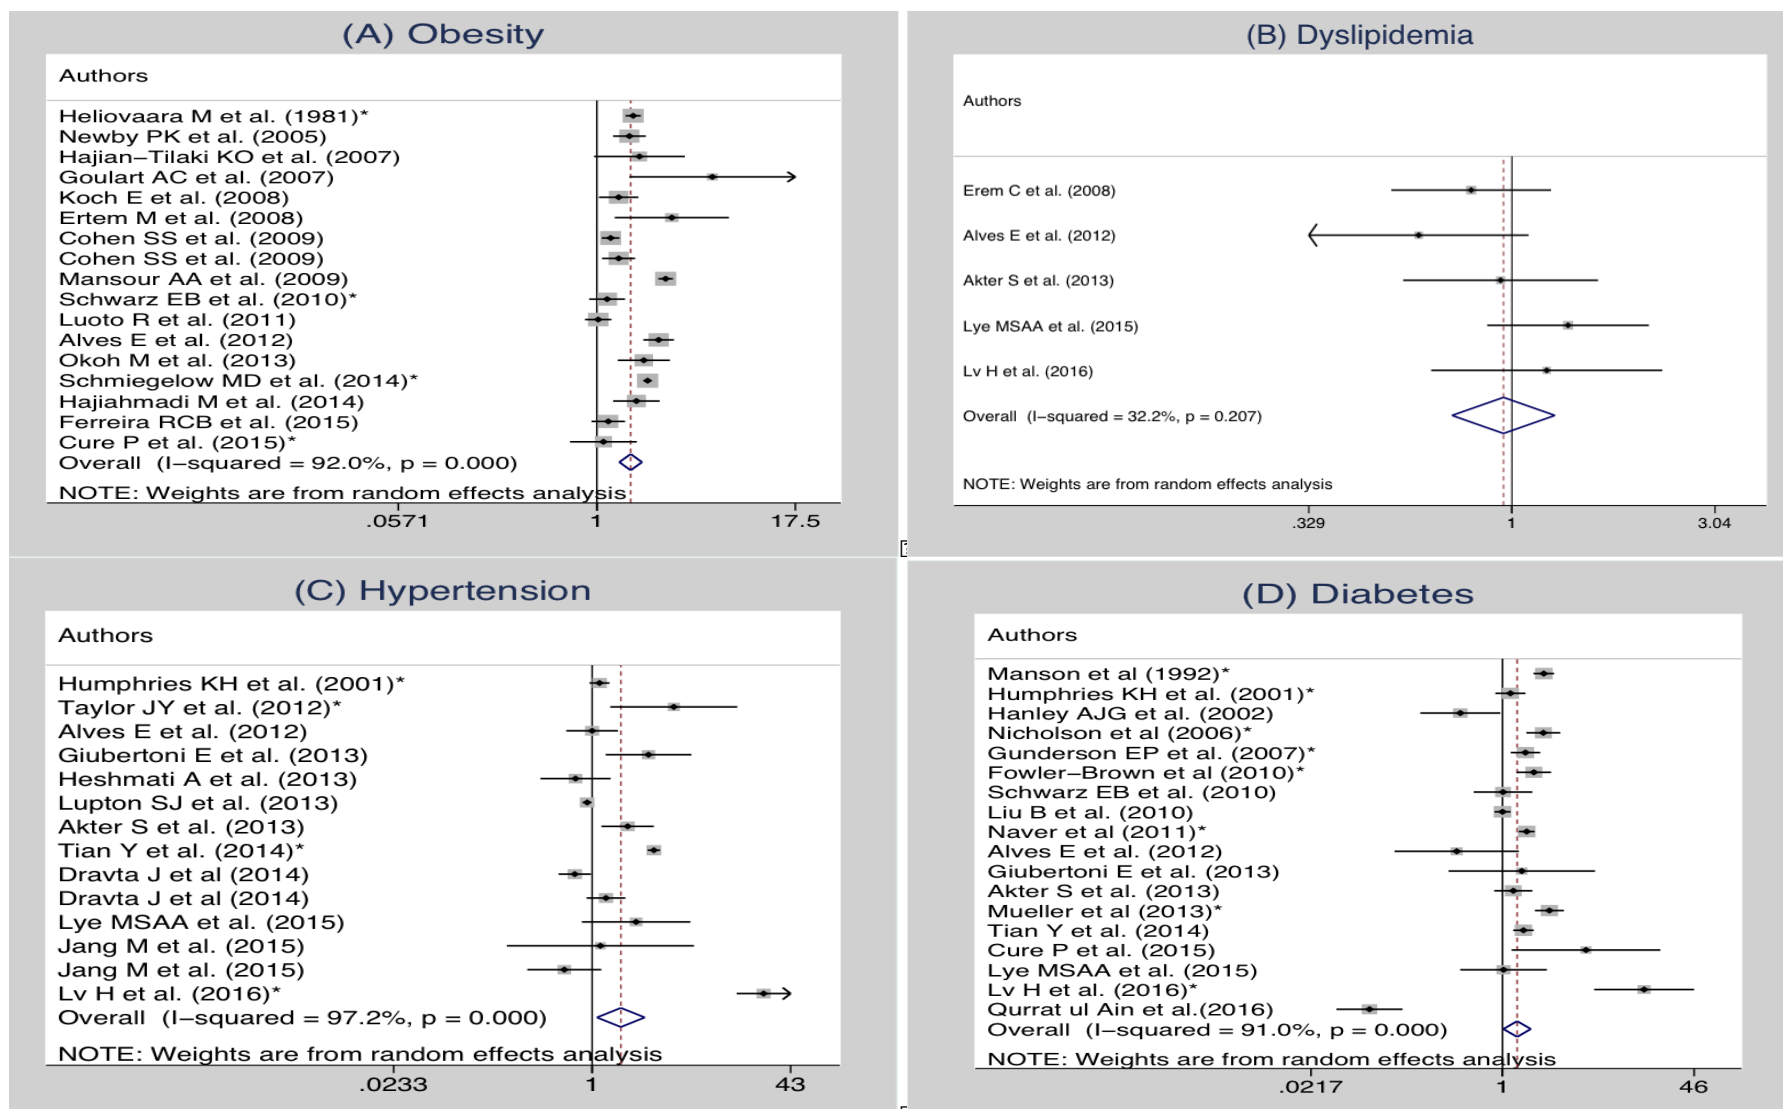 (A) Obesity
Authors
Heliovaara M et al. (1981)*
Newby PK et al. (2005)
Hajian−Tilaki KO et al. (2007)
Goulart AC et al. (2007)
Koch E et al. (2008)
Ertem M et al. (2008)
Cohen SS et al. (2009)
Cohen SS et al. (2009)
Mansour AA et al. (2009)
Schwarz EB et al. (2010)*
Luoto R et al. (2011)
Alves E et al. (2012)
Okoh M et al. (2013)
Schmiegelow MD et al. (2014)*
Hajiahmadi M et al. (2014)
Ferreira RCB et al. (2015)
Cure P et al. (2015)*
Overall (I−squared = 92.0%, p = 0.000)
NOTE: Weights are from random effects analysis
.0571 1 17.5
(B) Dyslipidemia
Authors
Erem C et al. (2008)
Alves E et al. (2012)
Akter S et al. (2013)
Lye MSAA et al. (2015)
Lv H et al. (2016)
Overall (I−squared = 32.2%, p = 0.207)
NOTE: Weights are from random effects analysis
.329 1 3.04
(C) Hypertension
Authors
Humphries KH et al. (2001)*
Taylor JY et al. (2012)*
Alves E et al. (2012)
Giubertoni E et al. (2013)
Heshmati A et al. (2013)
Lupton SJ et al. (2013)
Akter S et al. (2013)
Tian Y et al. (2014)*
Dravta J et al (2014)
Dravta J et al (2014)
Lye MSAA et al. (2015)
Jang M et al. (2015)
Jang M et al. (2015)
Lv H et al. (2016)*
Overall (I−squared = 97.2%, p = 0.000)
NOTE: Weights are from random effects analysis
.0233 1 43
(D) Diabetes
Authors
Manson et al (1992)*
Humphries KH et al. (2001)*
Hanley AJG et al. (2002)
Nicholson et al (2006)*
Gunderson EP et al. (2007)*
Fowler−Brown et al (2010)*
Schwarz EB et al. (2010)
Liu B et al. (2010)
Naver et al (2011)*
Alves E et al. (2012)
Giubertoni E et al. (2013)
Akter S et al. (2013)
Mueller et al (2013)*
Tian Y et al. (2014)
Cure P et al. (2015)
Lye MSAA et al. (2015)
Lv H et al. (2016)*
Qurrat ul Ain et al.(2016)
Overall (I−squared = 91.0%, p = 0.000)
NOTE: Weights are from random effects analysis
.0217 1 46